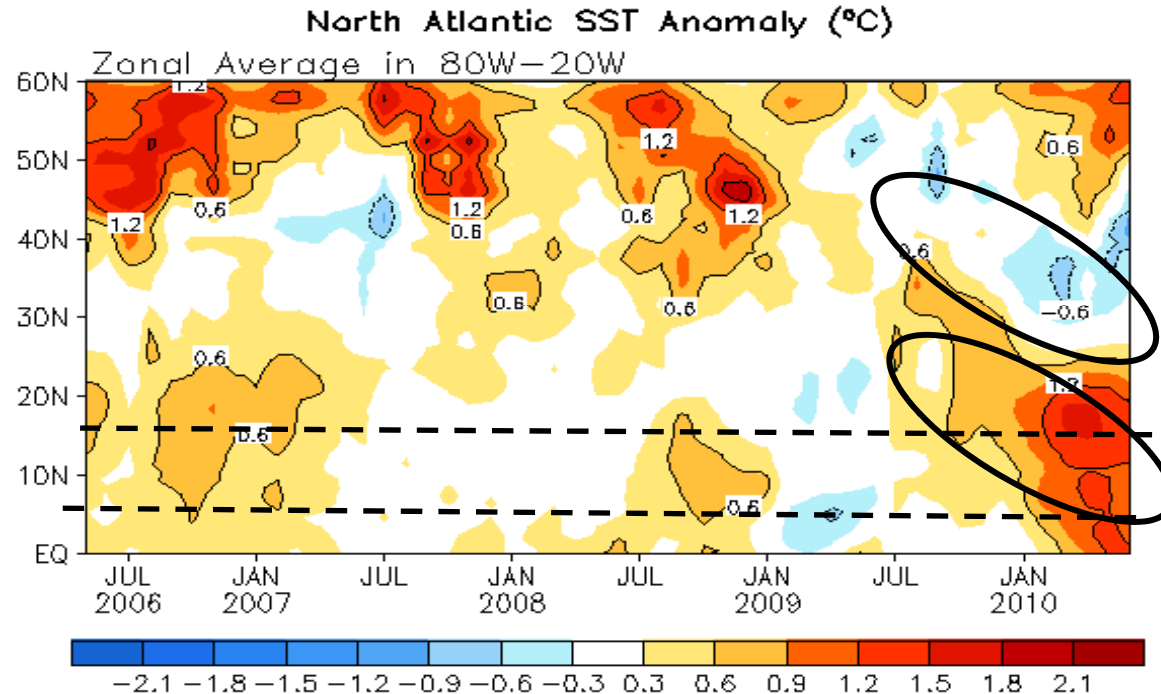 North Atlantic SST Anomaly (°C)
Zonal Average in 80W-20W
60N
1.2
50N
1.2
0.6
0.6
1.2
0.6
1.2
0.6
1.2
40N
0.6
0.6
30N
0.6
0.6
-0.6
0.6
1.2
20N
0.6
10N
0.6
EQ
JUL JAN JUL JAN JUL JAN JUL JAN
2006 2007 2008 2009 2010
-2.1 -1.8 -1.5 -1.2 -0.9 -0.6 -0.3 0.3 0.6 0.9 1.2 1.5 1.8 2.1